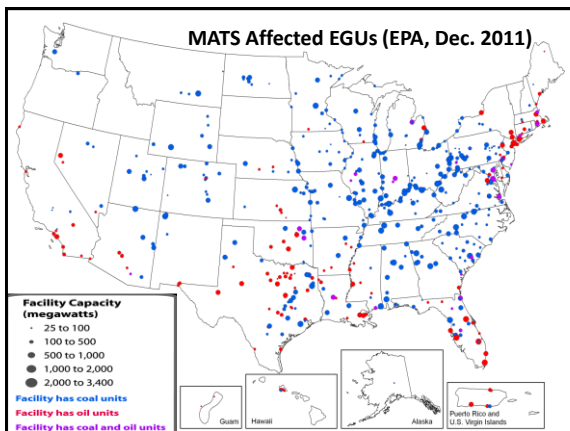 MATS Affected EGUs (EPA, Dec. 2011)
Facility Capacity
(megawatts)
25 to 100
100 to 500
500 to 1,000
1,000 to 2,000
2,000 to 3,400
Facility has coal units
Facility has oil units
Facility has coal and oil units
Guam
Hawaii
Alaska
Puerto Rico and
U.S. Virgin Islands